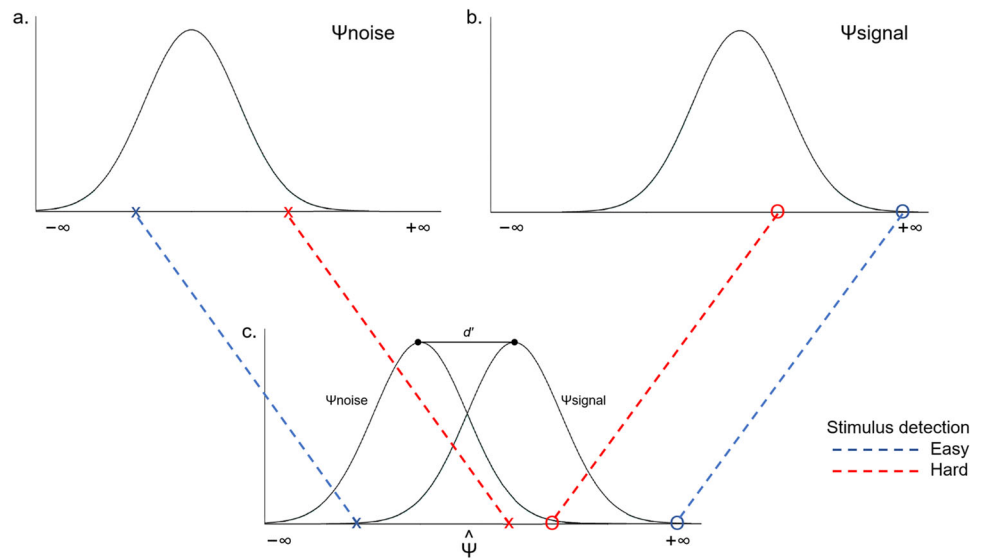 a.
Ψnoise
b.
Ψsignal
x
x
−∞
+∞
−∞
+∞
c.
d'
Ψnoise
Ψsignal
Stimulus detection
Easy
Hard
x
x
−∞
Ψ̂
+∞